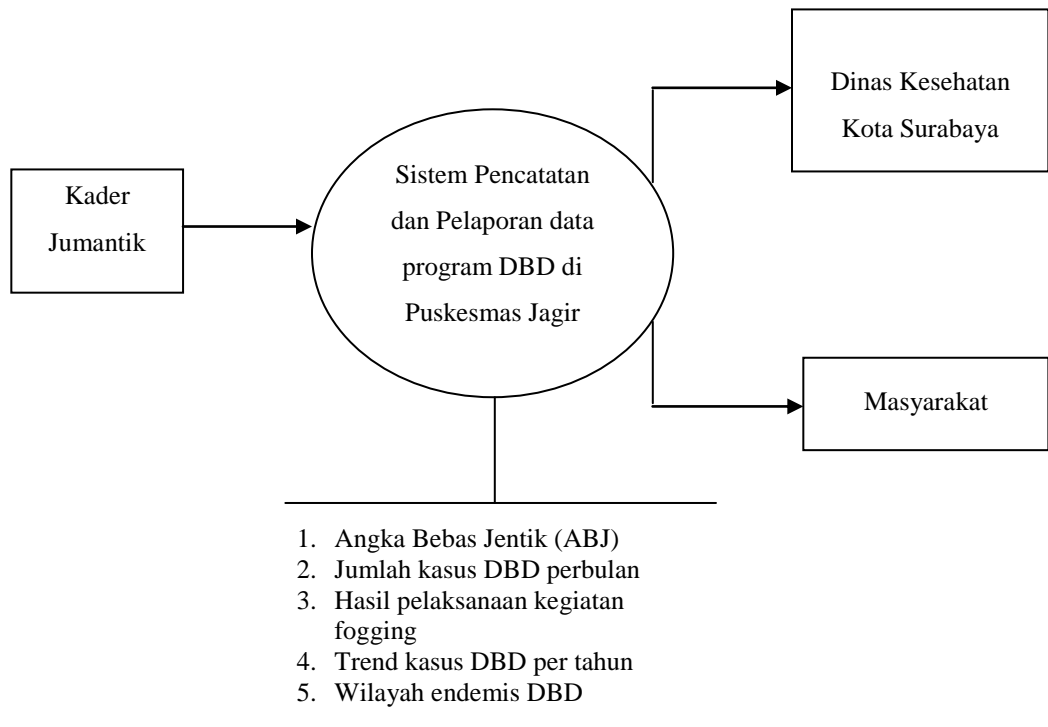 Kader
Jumantik
Sistem Pencatatan
dan Pelaporan data
program DBD di
Puskesmas Jagir
Dinas Kesehatan
Kota Surabaya
Masyarakat
1. Angka Bebas Jentik (ABJ)
2. Jumlah kasus DBD perbulan
3. Hasil pelaksanaan kegiatan
fogging
4. Trend kasus DBD per tahun
5. Wilayah endemis DBD